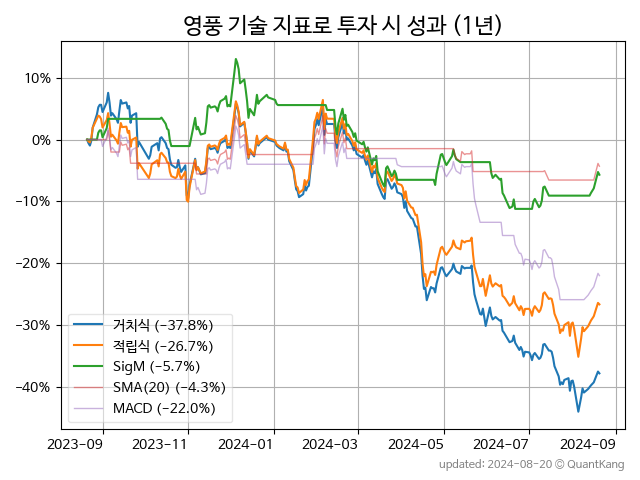 영풍 기술 지표로 투자 시 성과 (1년)
10%
0%
−10%
−20%
−30%
−40%
거치식 (−37.8%)
적립식 (−26.7%)
SigM (−5.7%)
SMA(20) (−4.3%)
MACD (−22.0%)
2023-09
2023-11
2024-01
2024-03
2024-05
2024-07
2024-09
updated: 2024-08-20 © QuantKang